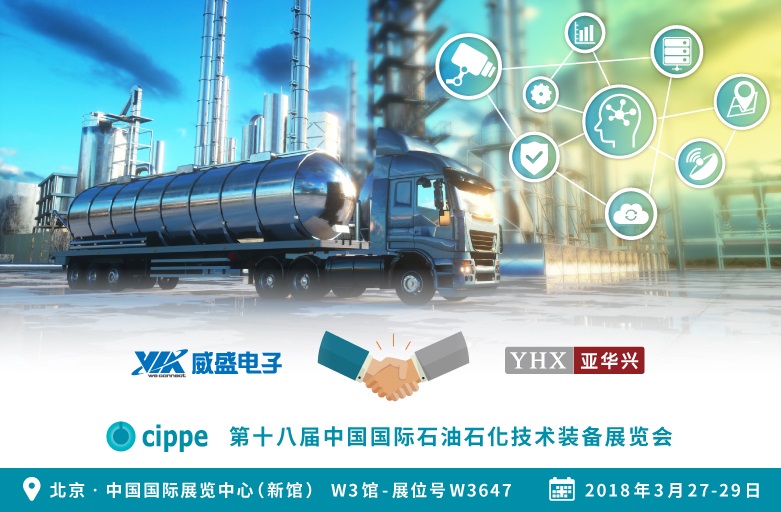 VIA we connect 威盛电子
YHX 亚华兴
cippe 第十八届中国国际石油石化技术装备展览会
北京 · 中国国际展览中心（新馆） W3馆-展位号W3647 2018年3月27-29日